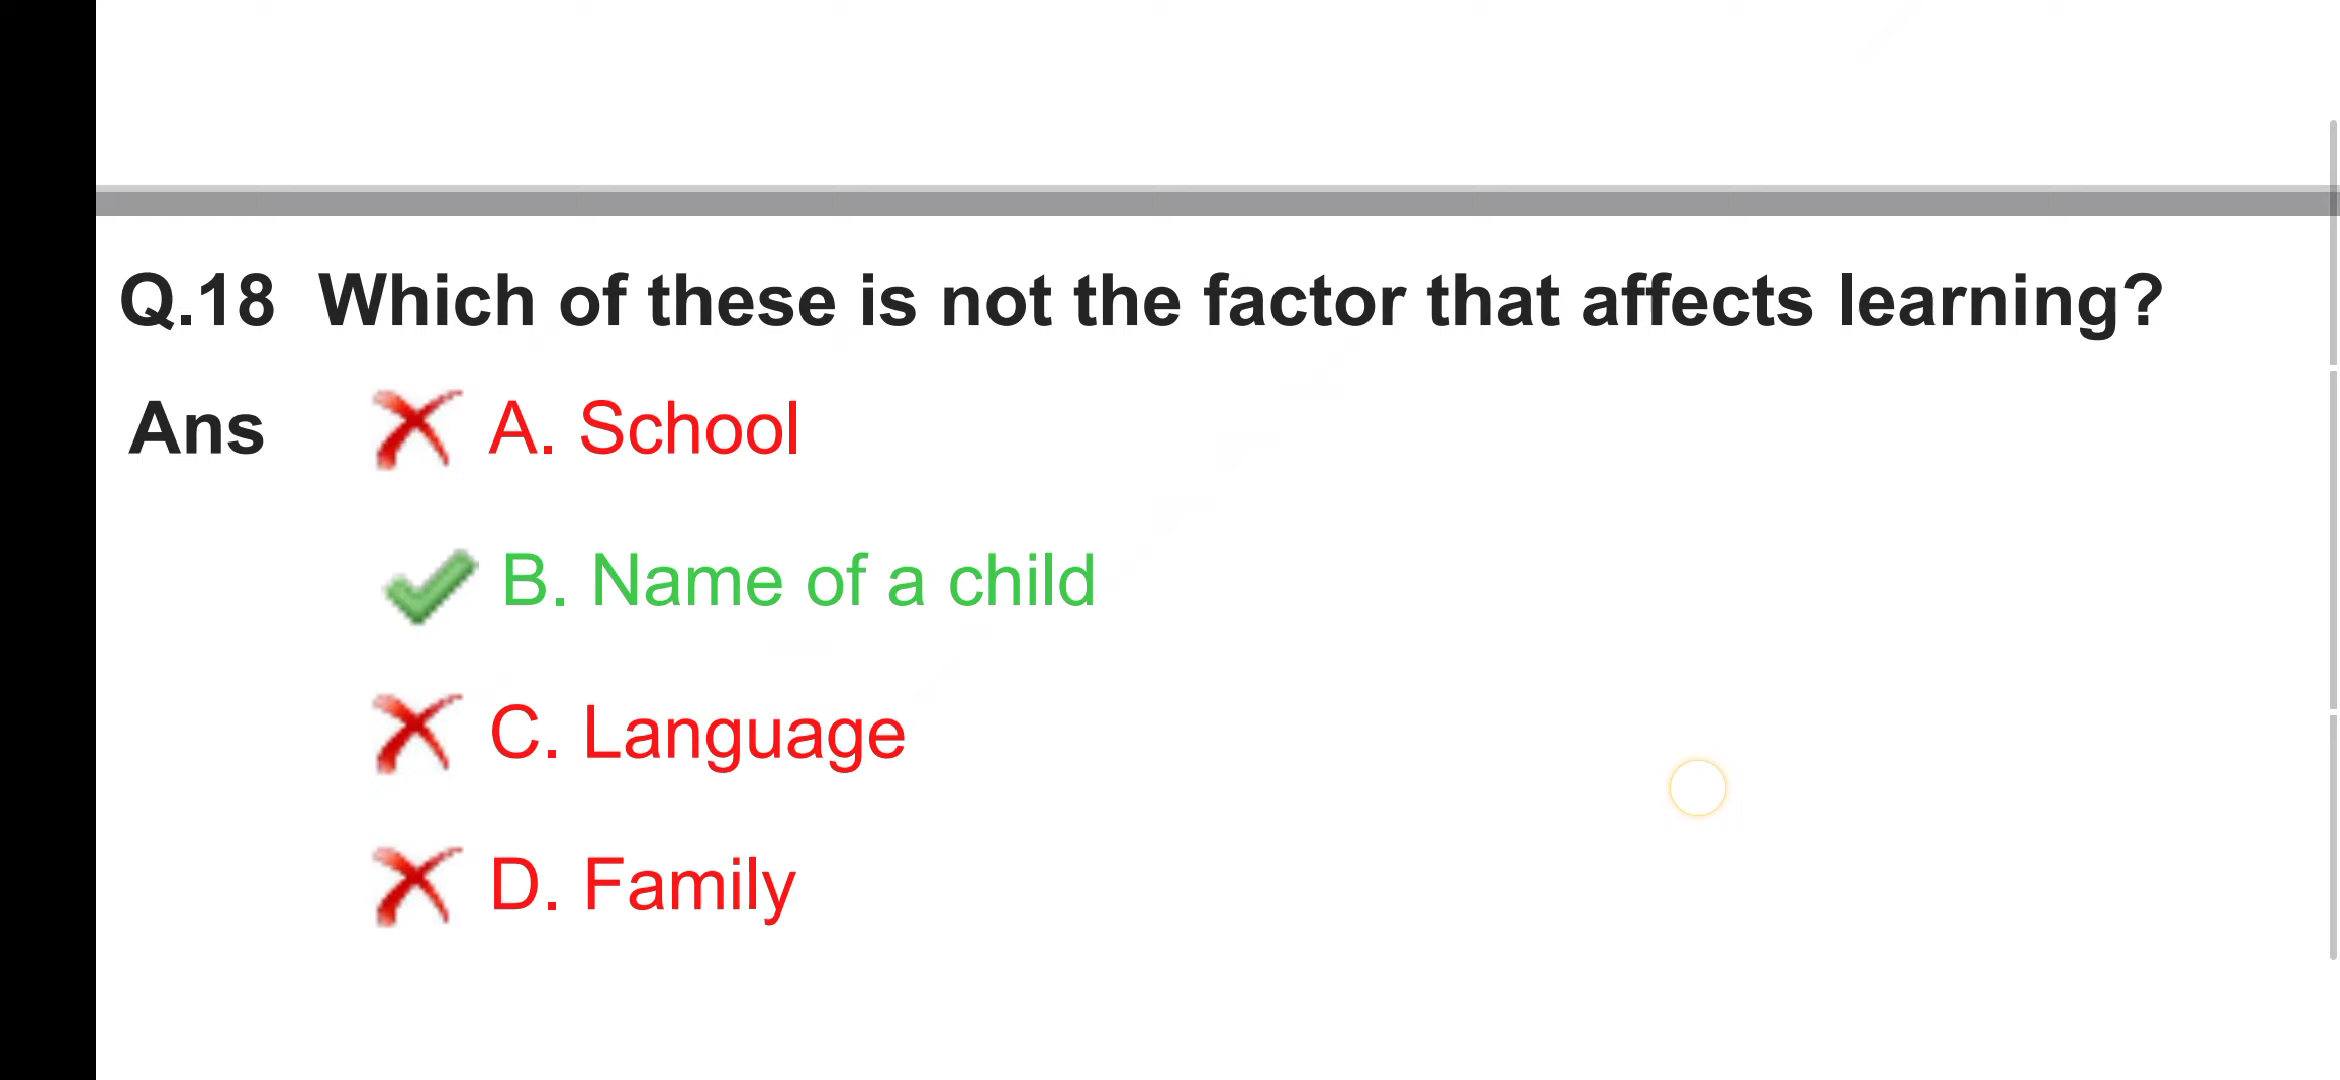 Q.18 Which of these is not the factor that affects learning?
Ans A. School
B. Name of a child
C. Language
D. Family